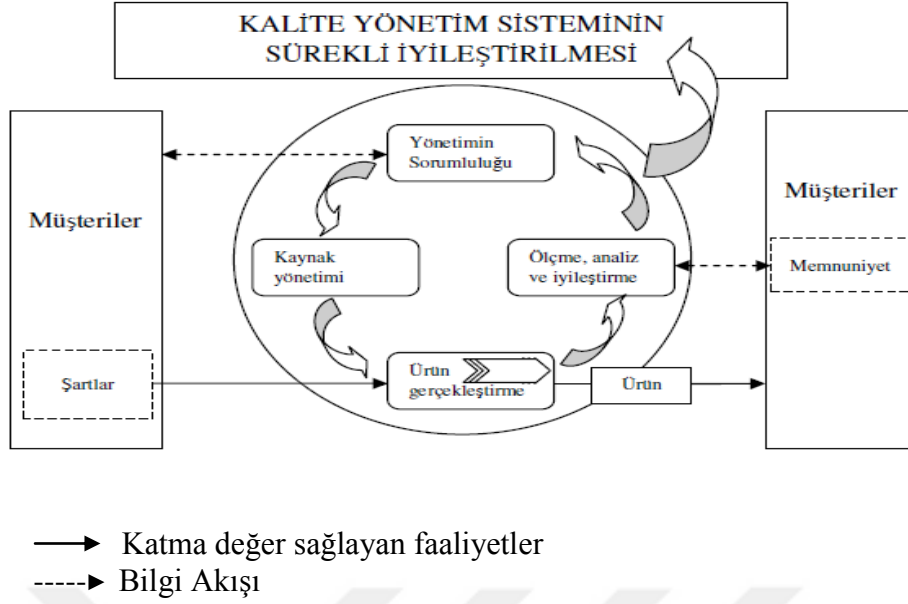 KALİTE YÖNETİM SİSTEMİNİN
SÜREKLİ İYİLEŞTİRİLMESİ
Müşteriler
Şartlar
Yönetimin
Sorumluluğu
Kaynak
yönetimi
Ölçme, analiz
ve iyileştirme
Ürün
gerçekleştirme
Ürün
Müşteriler
Memnuniyet
Katma değer sağlayan faaliyetler
Bilgi Akışı